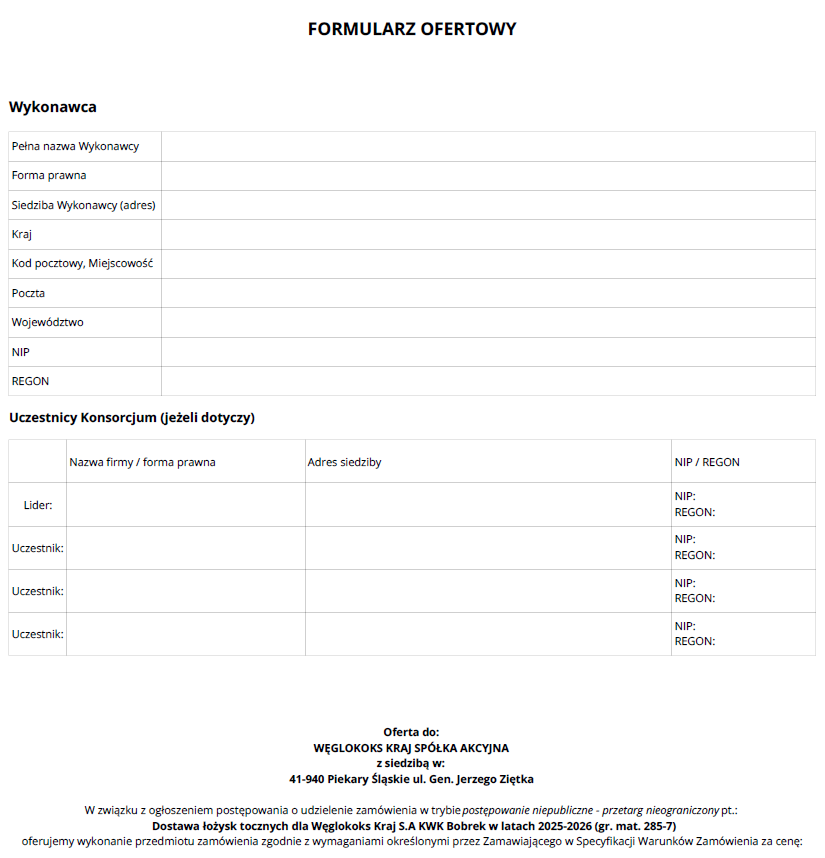 FORMULARZ OFERTOWY
Wykonawca
Pełna nazwa Wykonawcy
Forma prawna
Siedziba Wykonawcy (adres)
Kraj
Kod pocztowy, Miejscowość
Poczta
Województwo
NIP
REGON
Uczestnicy Konsorcjum (jeżeli dotyczy)
Nazwa firmy / forma prawna Adres siedziby NIP / REGON
Lider: NIP:
REGON:
Uczestnik: NIP:
REGON:
Uczestnik: NIP:
REGON:
Uczestnik: NIP:
REGON:
Oferta do:
WĘGLOKOKS KRAJ SPÓŁKA AKCYJNA
z siedzibą w:
41-940 Piekary Śląskie ul. Gen. Jerzego Ziętka
W związku z ogłoszeniem postępowania o udzielenie zamówienia w trybie postępowanie niepubliczne - przetarg nieograniczony pt.:
Dostawa łożysk tocznych dla Węglokoks Kraj S.A KWK Bobrek w latach 2025-2026 (gr. mat. 285-7)
oferujemy wykonanie przedmiotu zamówienia zgodnie z wymaganiami określonymi przez Zamawiającego w Specyfikacji Warunków Zamówienia za cenę: